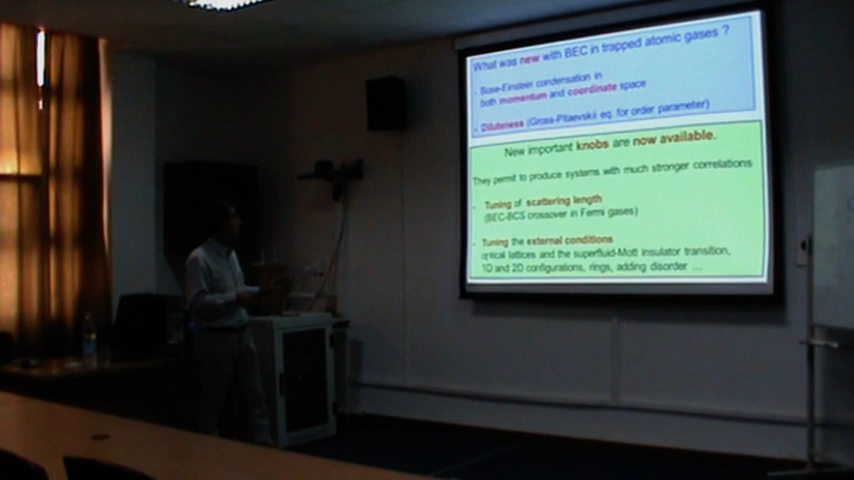 What was new with BEC in trapped atomic gases ?
- Bose-Einstein condensation in
both momentum and coordinate space
- Diluteness (Gross-Pitaevskii eq. for order parameter)
New important knobs are now available.
They permit to produce systems with much stronger correlations
- Tuning of scattering length
(BEC-BCS crossover in Fermi gases)
- Tuning the external conditions
optical lattices and the superfluid-Mott insulator transition,
1D and 2D configurations, rings, adding disorder ...